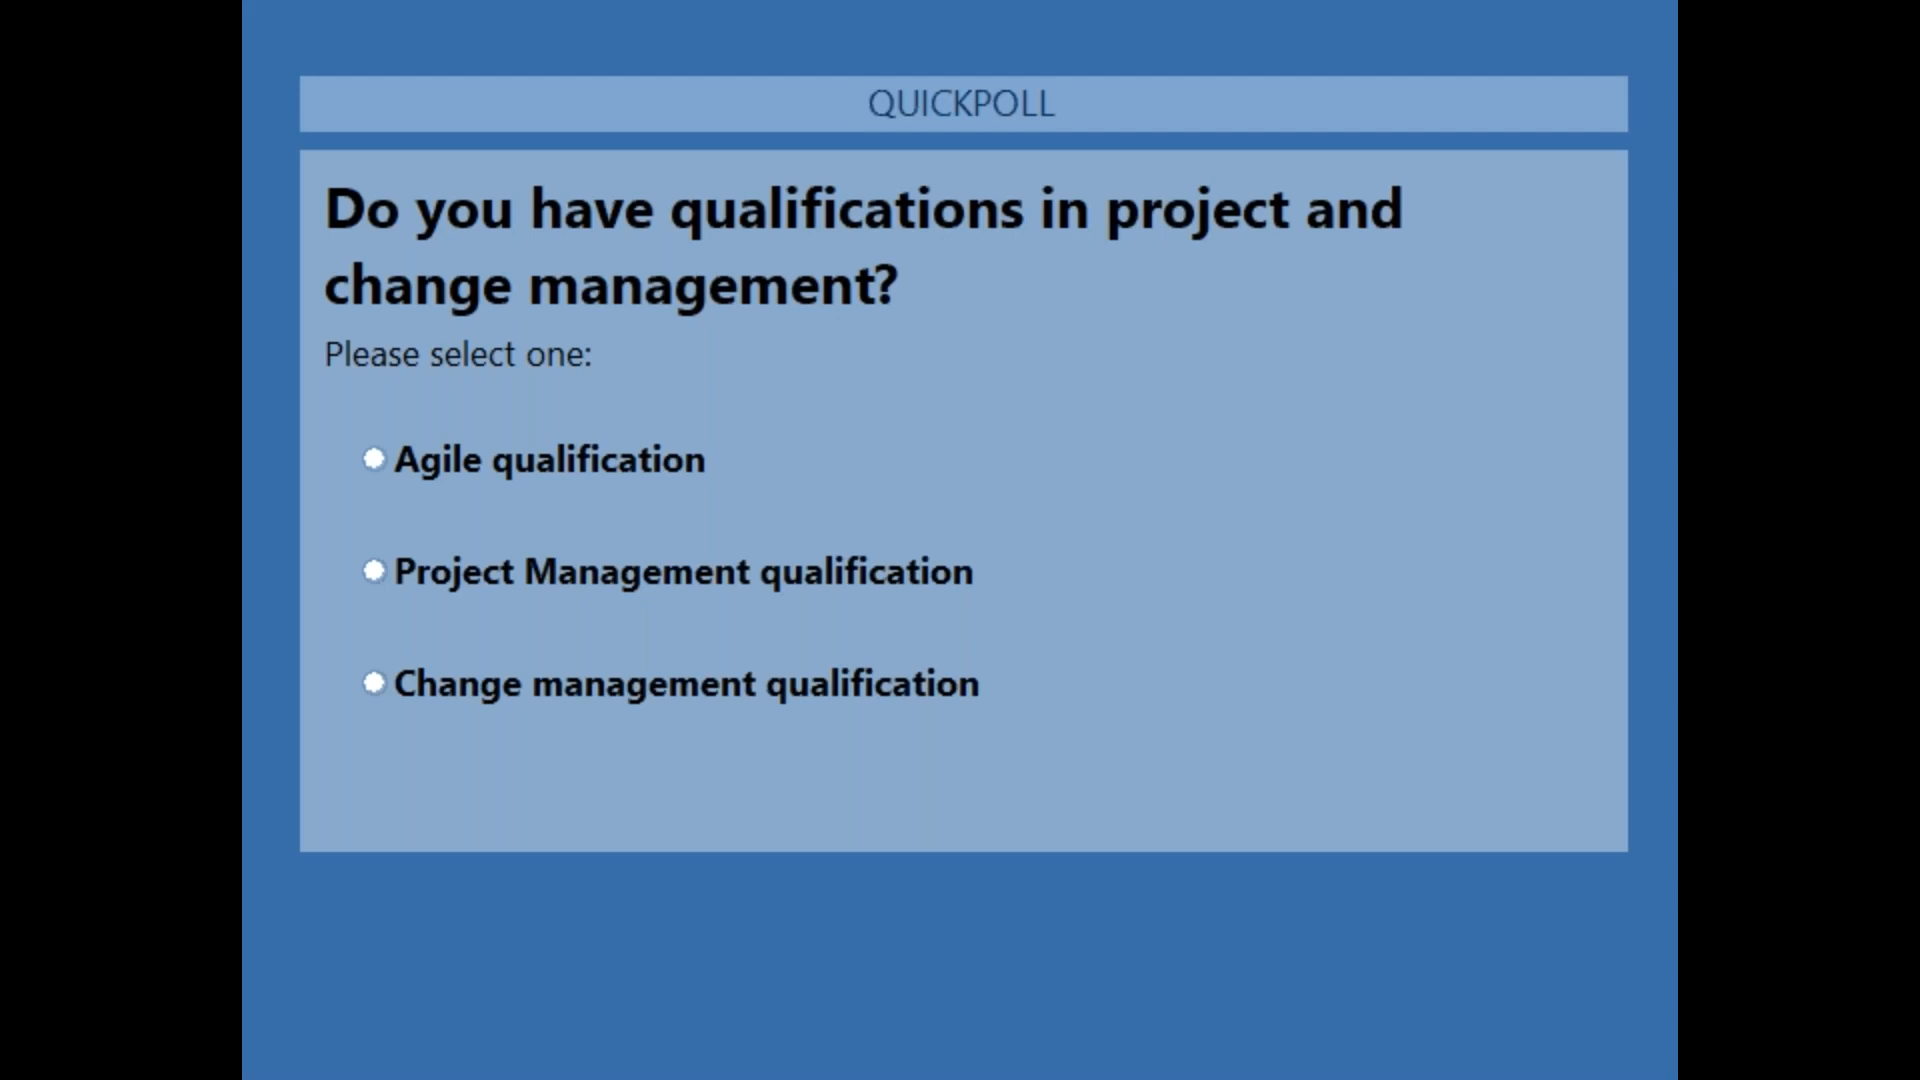 QUICKPOLL
Do you have qualifications in project and
change management?
Please select one:
Agile qualification
Project Management qualification
Change management qualification